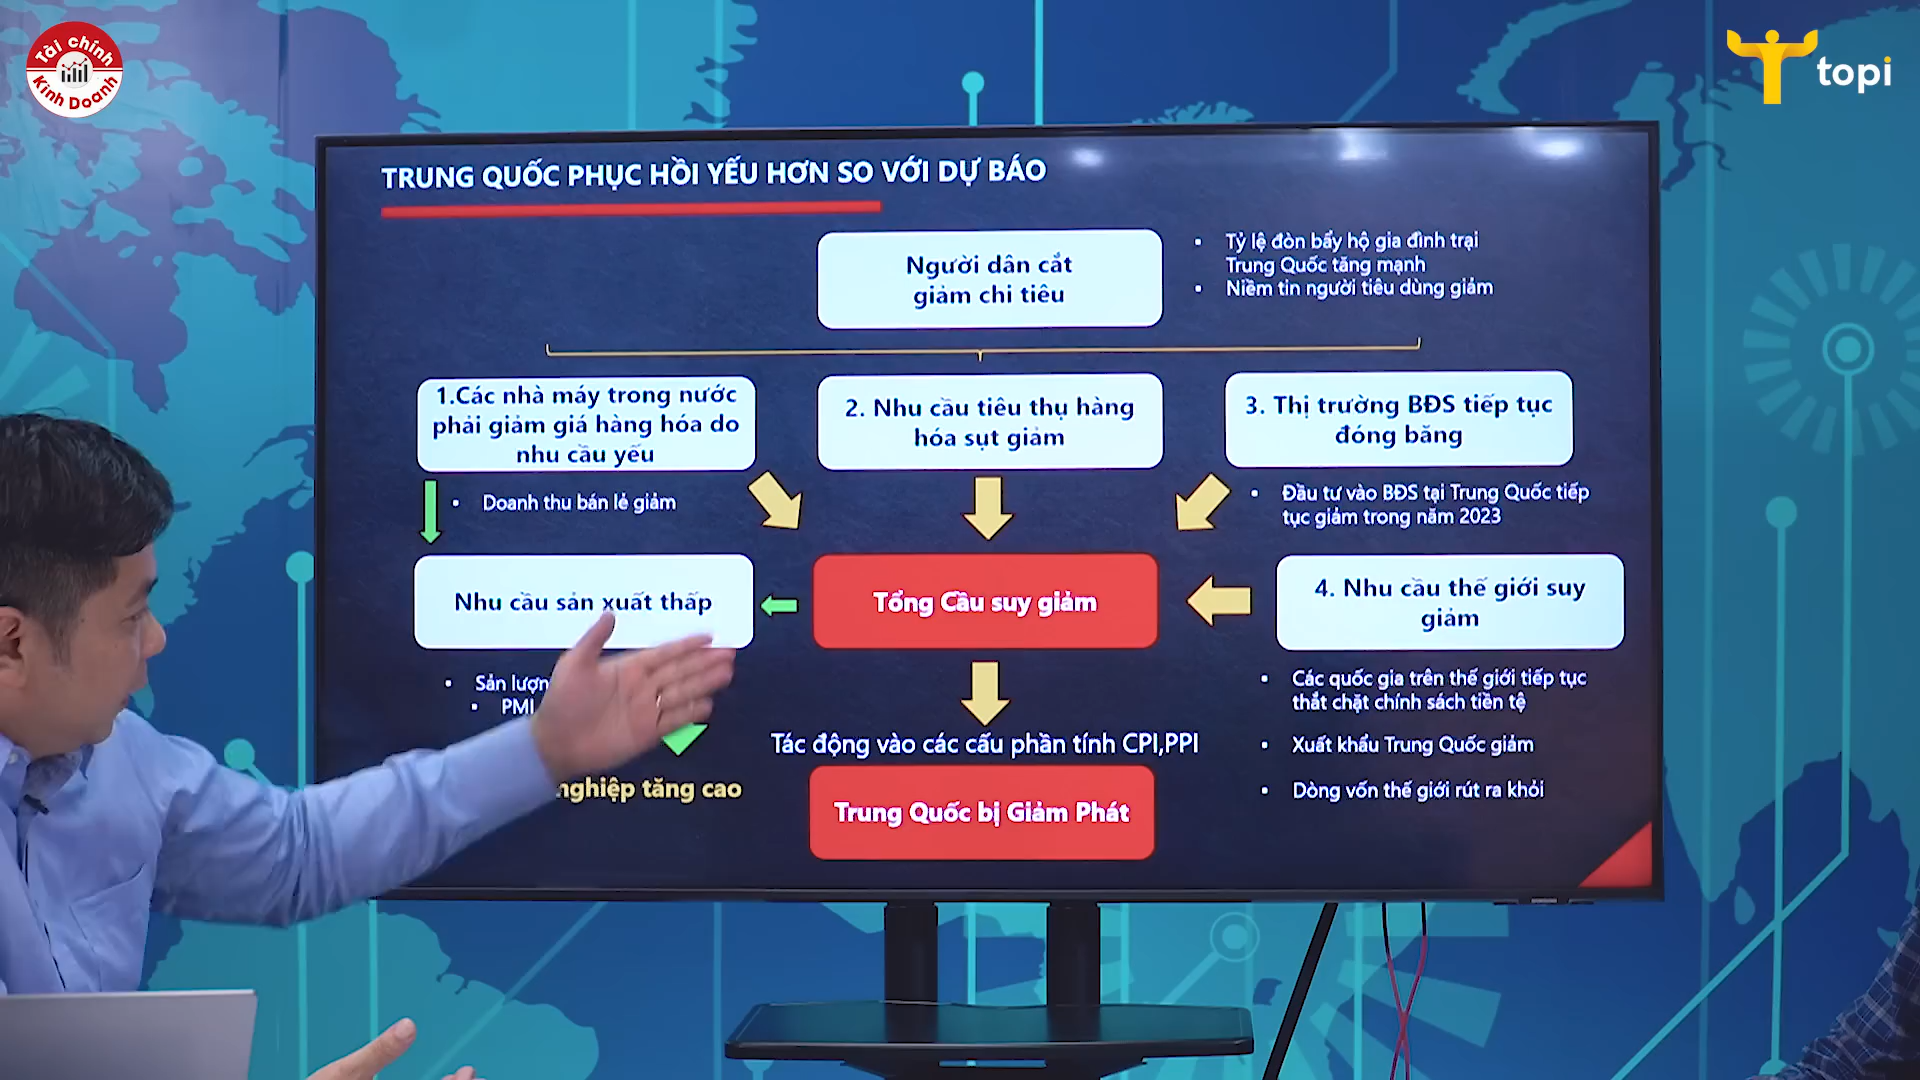 Tài chính
Kinh Doanh
topi
TRUNG QUỐC PHỤC HỒI YẾU HƠN SO VỚI DỰ BÁO
Người dân cắt
giảm chi tiêu
• Tỷ lệ đòn bẩy hộ gia đình trại
Trung Quốc tăng mạnh
• Niềm tin người tiêu dùng giảm
1.Các nhà máy trong nước
phải giảm giá hàng hóa do
nhu cầu yếu
2. Nhu cầu tiêu thụ hàng
hóa sụt giảm
3. Thị trường BĐS tiếp tục
đóng băng
• Doanh thu bán lẻ giảm
• Đầu tư vào BĐS tại Trung Quốc tiếp
tục giảm trong năm 2023
Nhu cầu sản xuất thấp
Tổng Cầu suy giảm
4. Nhu cầu thế giới suy
giảm
• Sản lượn
• PMI
• Các quốc gia trên thế giới tiếp tục
thắt chặt chính sách tiền tệ
Tác động vào các cấu phần tính CPI,PPI
• Xuất khẩu Trung Quốc giảm
nghiệp tăng cao
• Dòng vốn thế giới rút ra khỏi
Trung Quốc bị Giảm Phát